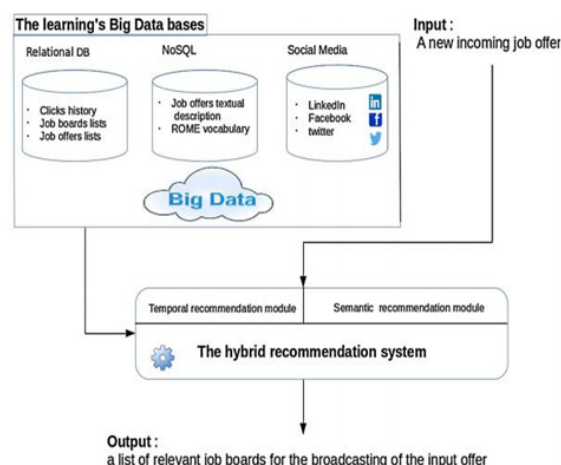 The learning's Big Data bases
Input :
A new incoming job offer
Relational DB
NoSQL
Social Media
• Clicks history
• Job boards lists
• Job offers lists
• Job offers textual
description
• ROME vocabulary
• LinkedIn
• Facebook
• twitter
in
f
Big Data
Temporal recommendation module
Semantic recommendation module
The hybrid recommendation system
Output :
a list of relevant job boards for the broadcasting of the input offer